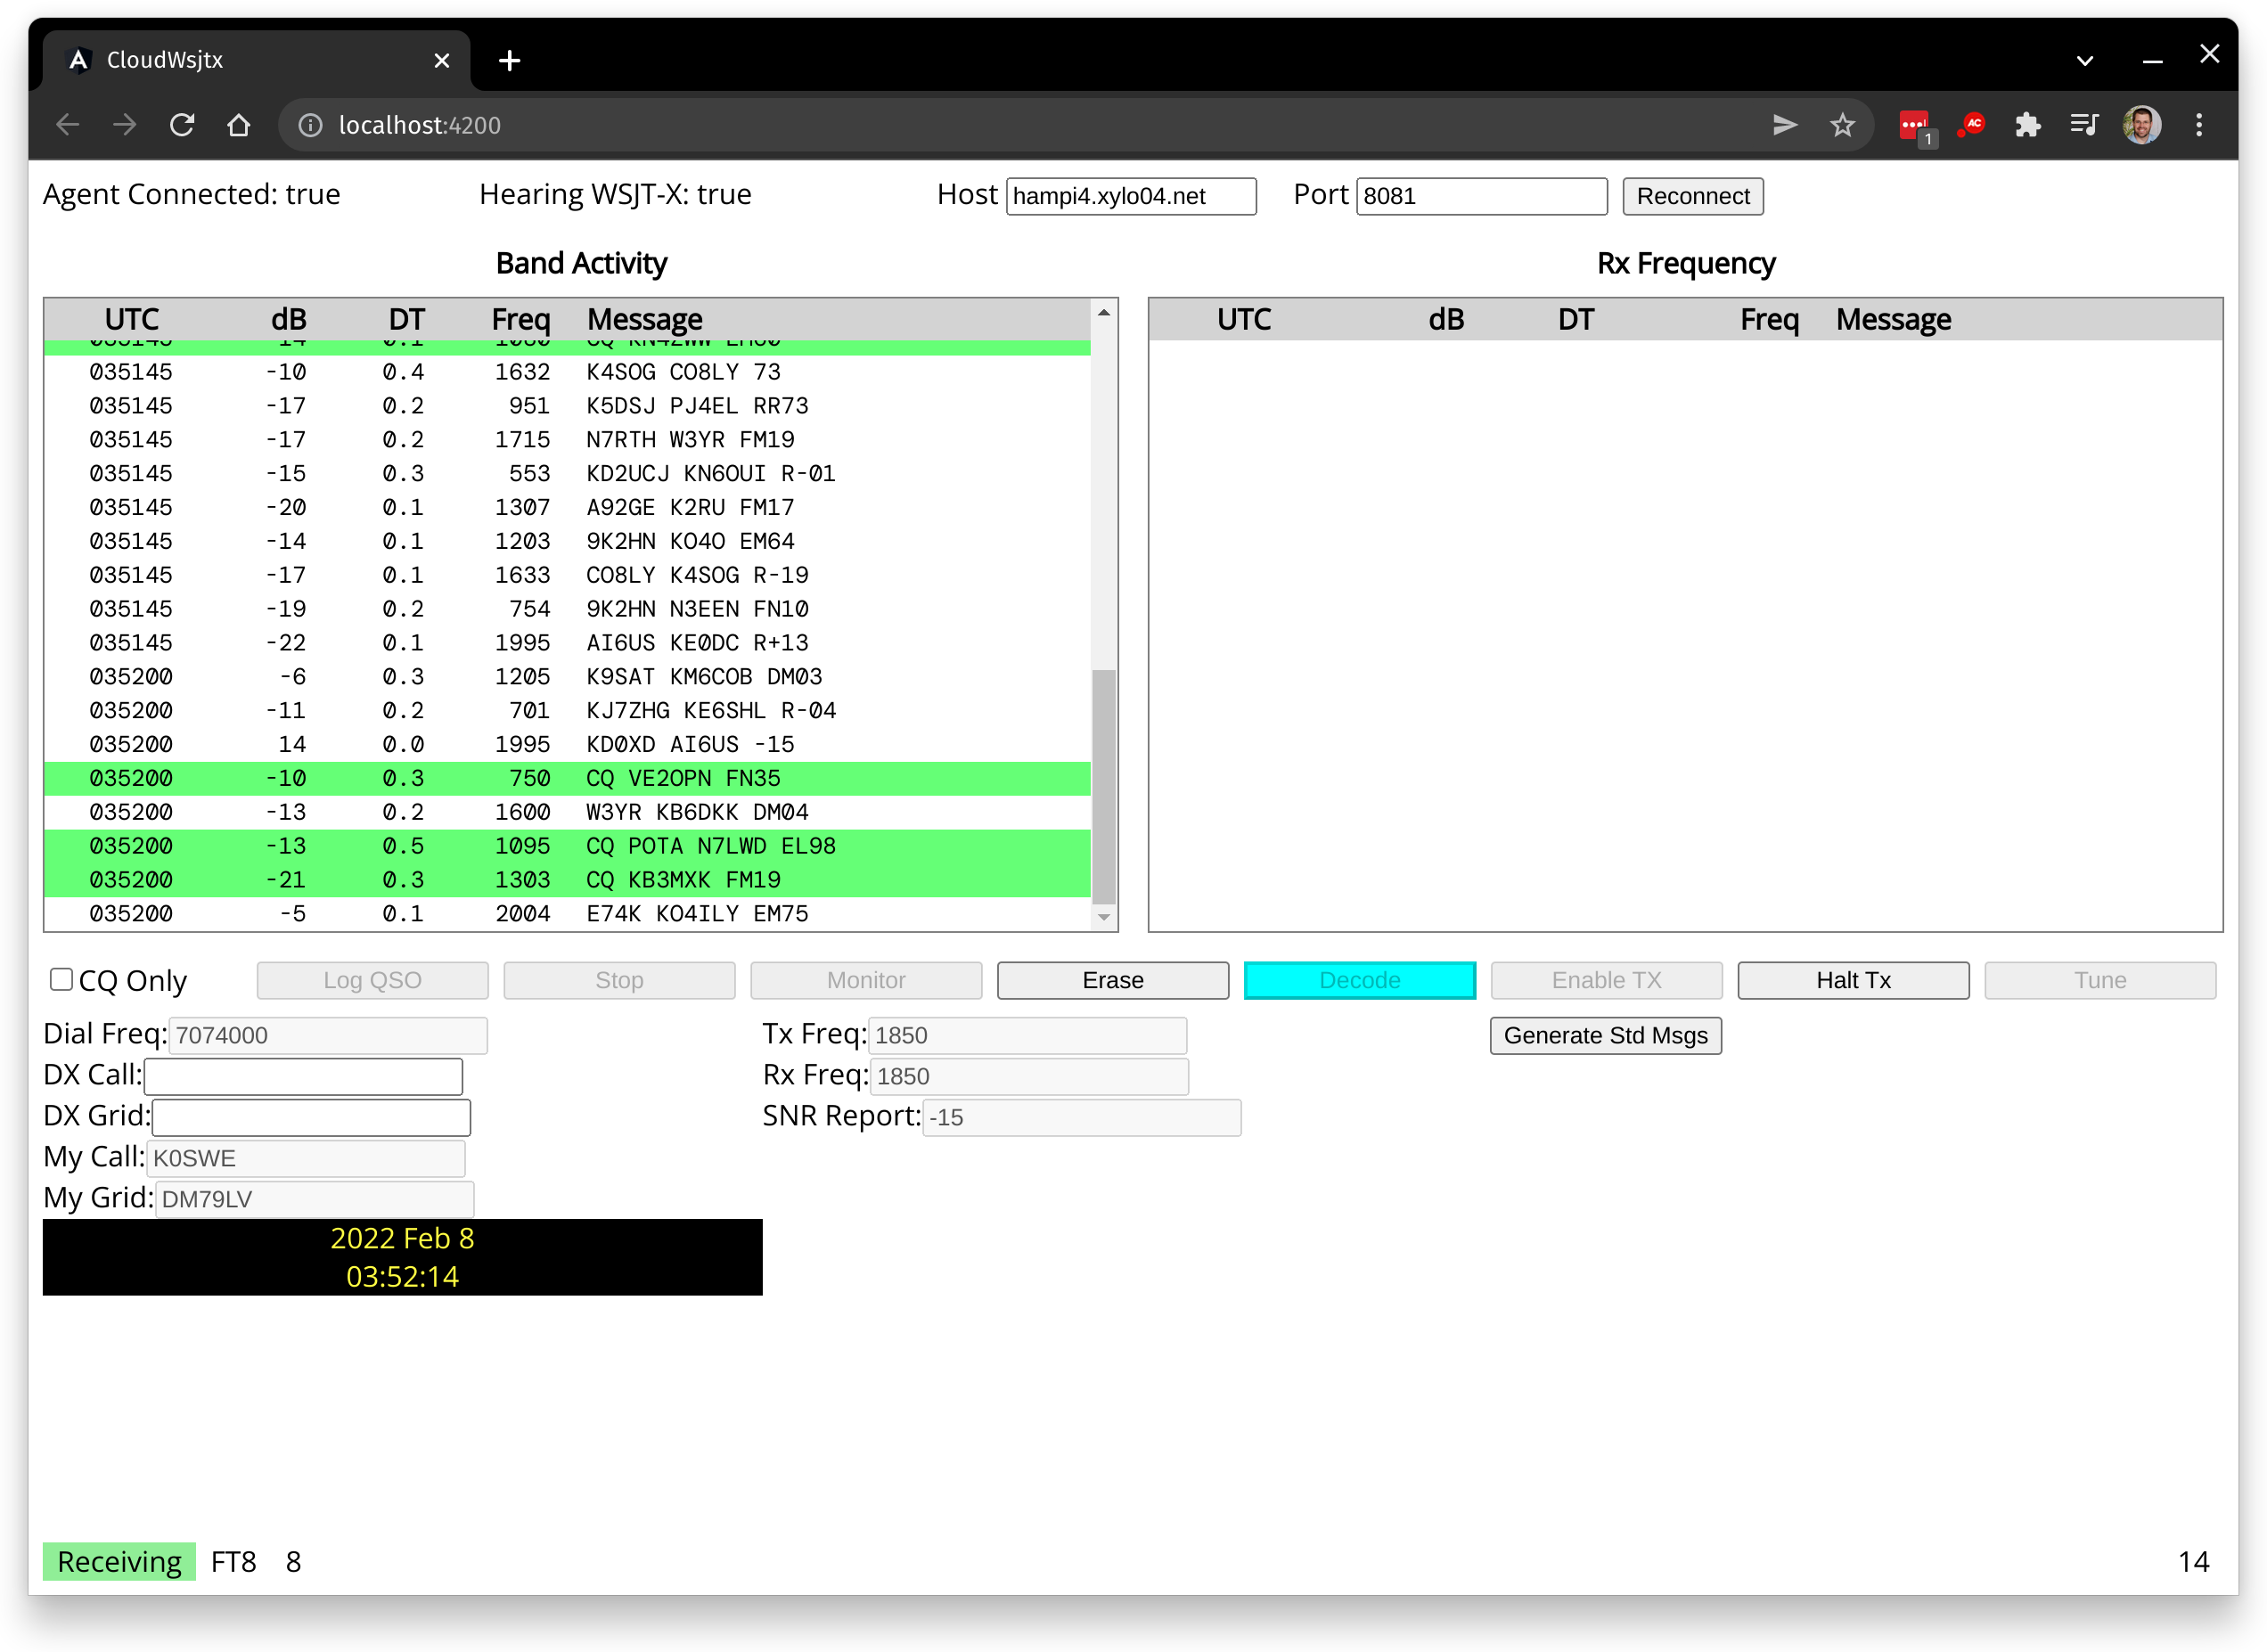 CloudWsjtx
localhost:4200
1
Agent Connected: true Hearing WSJT-X: true Host hampi4.xylo04.net Port 8081 Reconnect
Band Activity
UTC dB DT Freq Message
035145 -10 0.4 1632 K4SOG CO8LY 73
035145 -17 0.2 951 K5DSJ PJ4EL RR73
035145 -17 0.2 1715 N7RTH W3YR FM19
035145 -15 0.3 553 KD2UCJ KN6OUI R-01
035145 -20 0.1 1307 A92GE K2RU FM17
035145 -14 0.1 1203 9K2HN KO4O EM64
035145 -17 0.1 1633 CO8LY K4SOG R-19
035145 -19 0.2 754 9K2HN N3EEN FN10
035145 -22 0.1 1995 AI6US KE0DC R+13
035200 -6 0.3 1205 K9SAT KM6COB DM03
035200 -11 0.2 701 KJ7ZHG KE6SHL R-04
035200 14 0.0 1995 KD0XD AI6US -15
035200 -10 0.3 750 CQ VE2OPN FN35
035200 -13 0.2 1600 W3YR KB6DKK DM04
035200 -13 0.5 1095 CQ POTA N7LWD EL98
035200 -21 0.3 1303 CQ KB3MXK FM19
035200 -5 0.1 2004 E74K KO4ILY EM75
Rx Frequency
UTC dB DT Freq Message
CQ Only Log QSO Stop Monitor Erase Decode Enable TX Halt Tx Tune
Dial Freq: 7074000
DX Call:
DX Grid:
My Call: K0SWE
My Grid: DM79LV
2022 Feb 8
03:52:14
Tx Freq: 1850
Rx Freq: 1850
SNR Report: -15
Generate Std Msgs
Receiving FT8 8 14